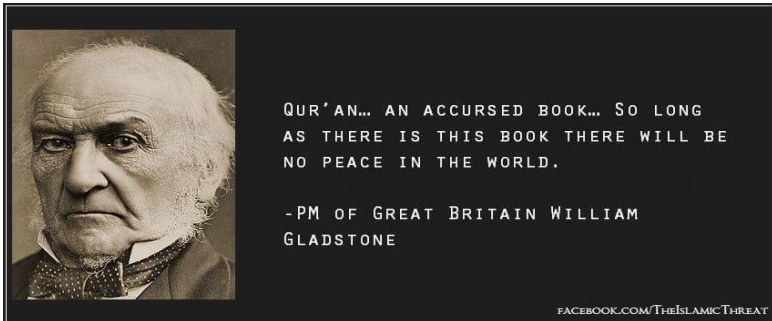 Qur'an… an accursed book… So long
as there is this book there will be
no peace in the world.
-PM of Great Britain William
Gladstone
facebook.com/TheIslamicThreat